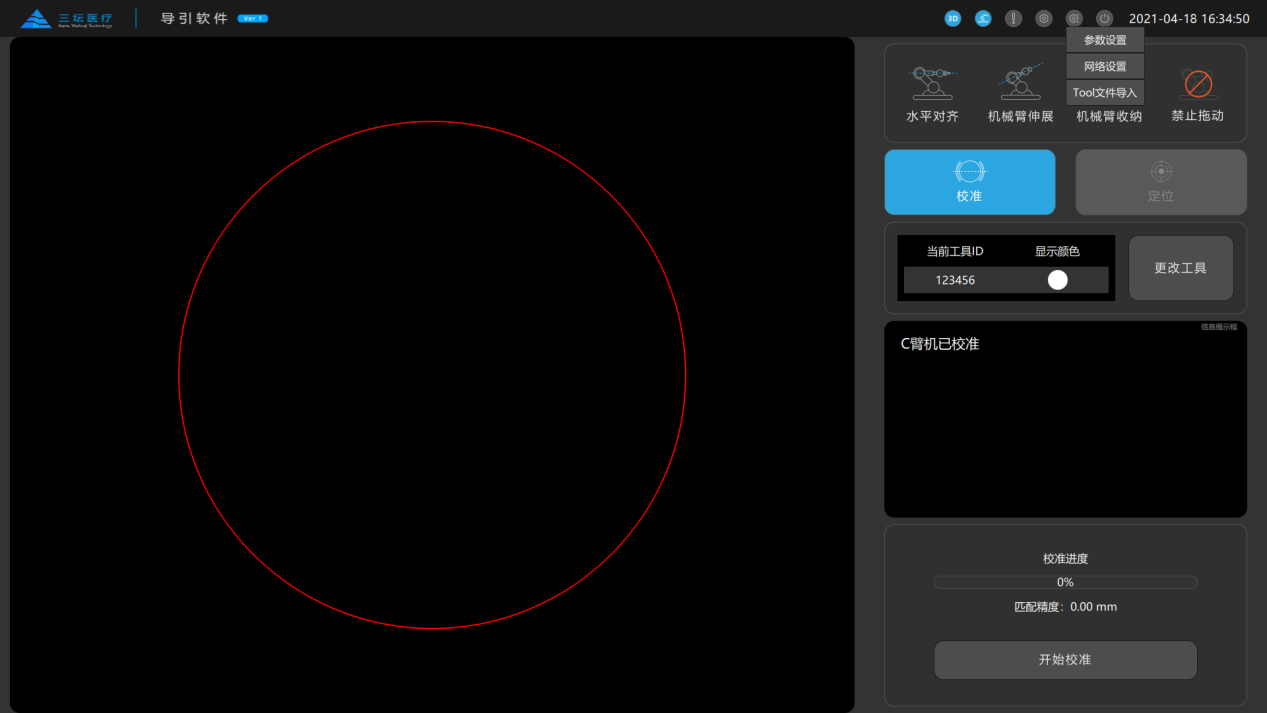 三坛医疗
Santa Medical Technology
导引软件
Ver 1
3D
2021-04-18 16:34:50
参数设置
网络设置
Tool文件导入
水平对齐
机械臂伸展
机械臂收纳
禁止拖动
校准
定位
当前工具ID
显示颜色
123456
更改工具
信息提示框
C臂机已校准
校准进度
0%
匹配精度: 0.00 mm
开始校准